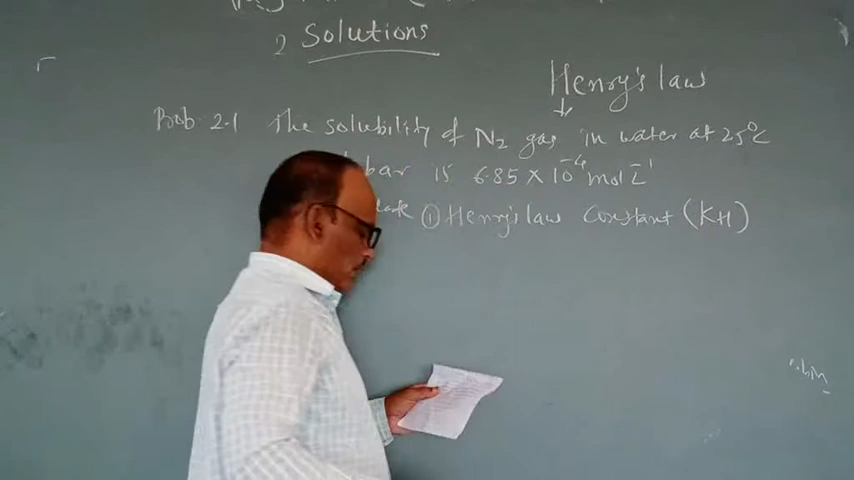 2 Solutions
Henry's law
Prob. 2.1 The solubility of N2 gas in water at 25°C
bar is 6.85 × 10⁻⁴ mol L⁻¹
① Henry's law Constant (KH)